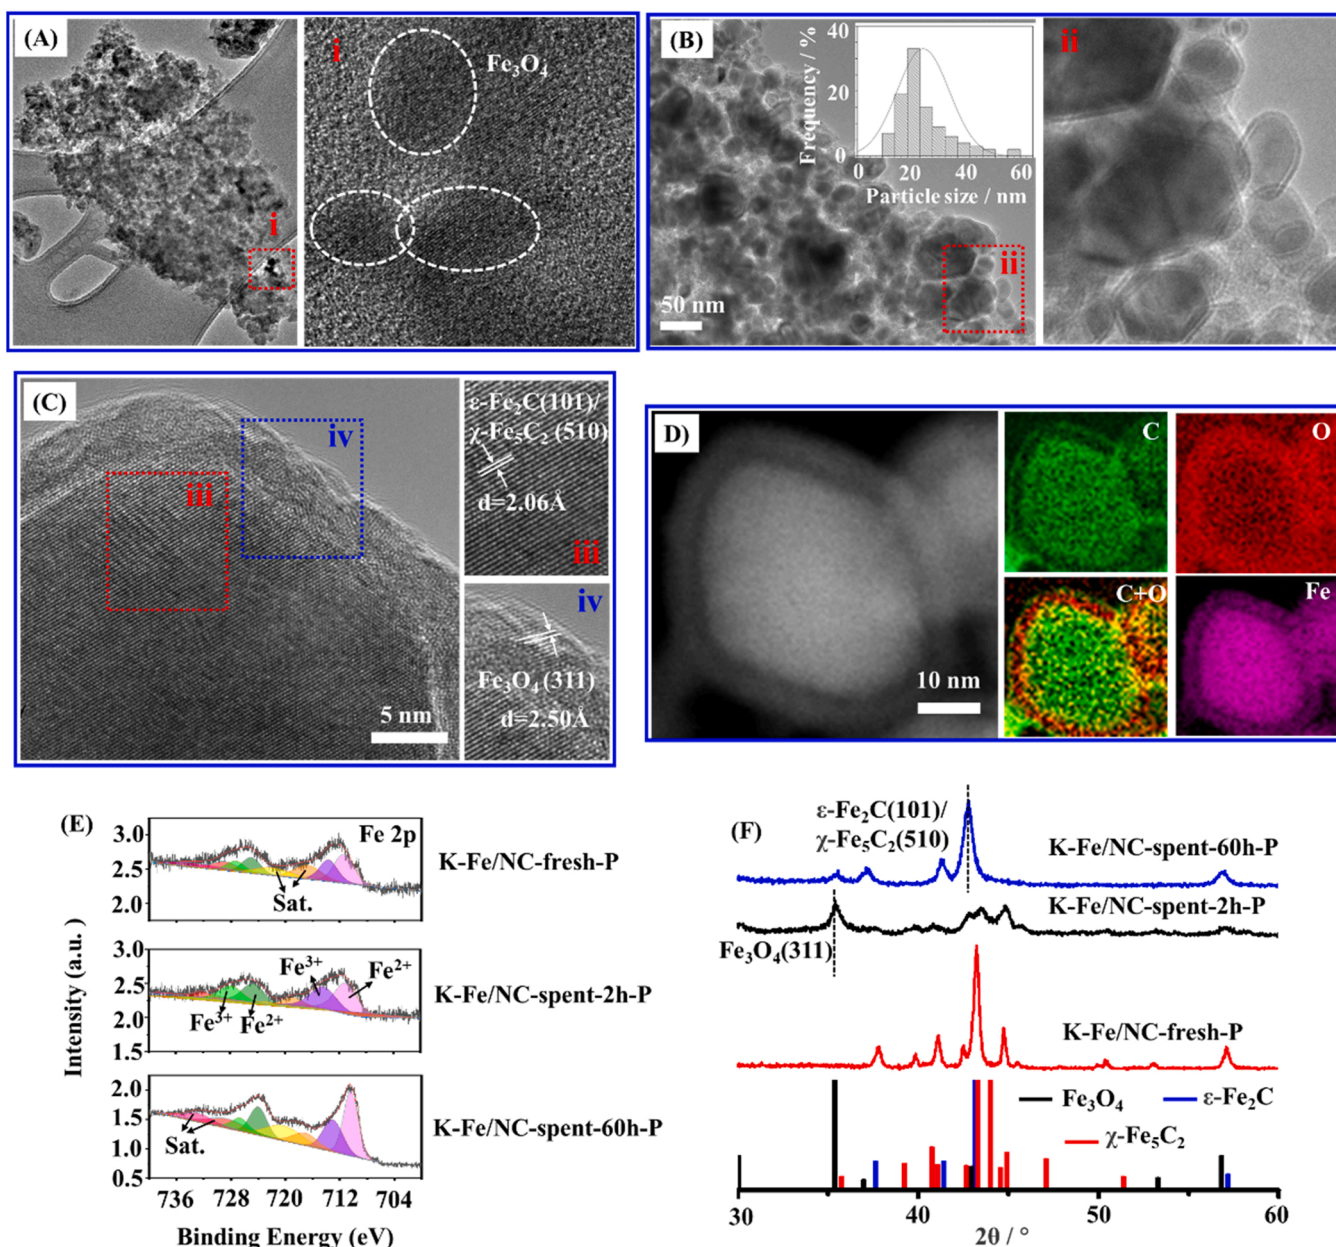 (A)
i
i
Fe₃O₄
(B)
Frequency / %
40
20
0
0
20
40
60
Particle size / nm
ii
50 nm
ii
(C)
iii
iv
5 nm
ε-Fe₂C(101)/
χ-Fe₅C₂ (510)
d=2.06Å
iii
iv
Fe₃O₄ (311)
d=2.50Å
D)
10 nm
C
O
C+O
Fe
(E)
Intensity (a.u.)
3.0
2.5
2.0
Fe 2p
Sat.
K-Fe/NC-fresh-P
3.0
2.5
2.0
1.5
Fe³⁺
Fe²⁺
Fe³⁺
Fe²⁺
K-Fe/NC-spent-2h-P
2.0
1.5
1.0
0.5
Sat.
K-Fe/NC-spent-60h-P
736 728 720 710 704
Binding Energy (eV)
(F)
ε-Fe₂C(101)/
χ-Fe₅C₂(510)
K-Fe/NC-spent-60h-P
K-Fe/NC-spent-2h-P
Fe₃O₄(311)
K-Fe/NC-fresh-P
Fe₃O₄
ε-Fe₂C
χ-Fe₅C₂
30 40 50 60
2θ / °